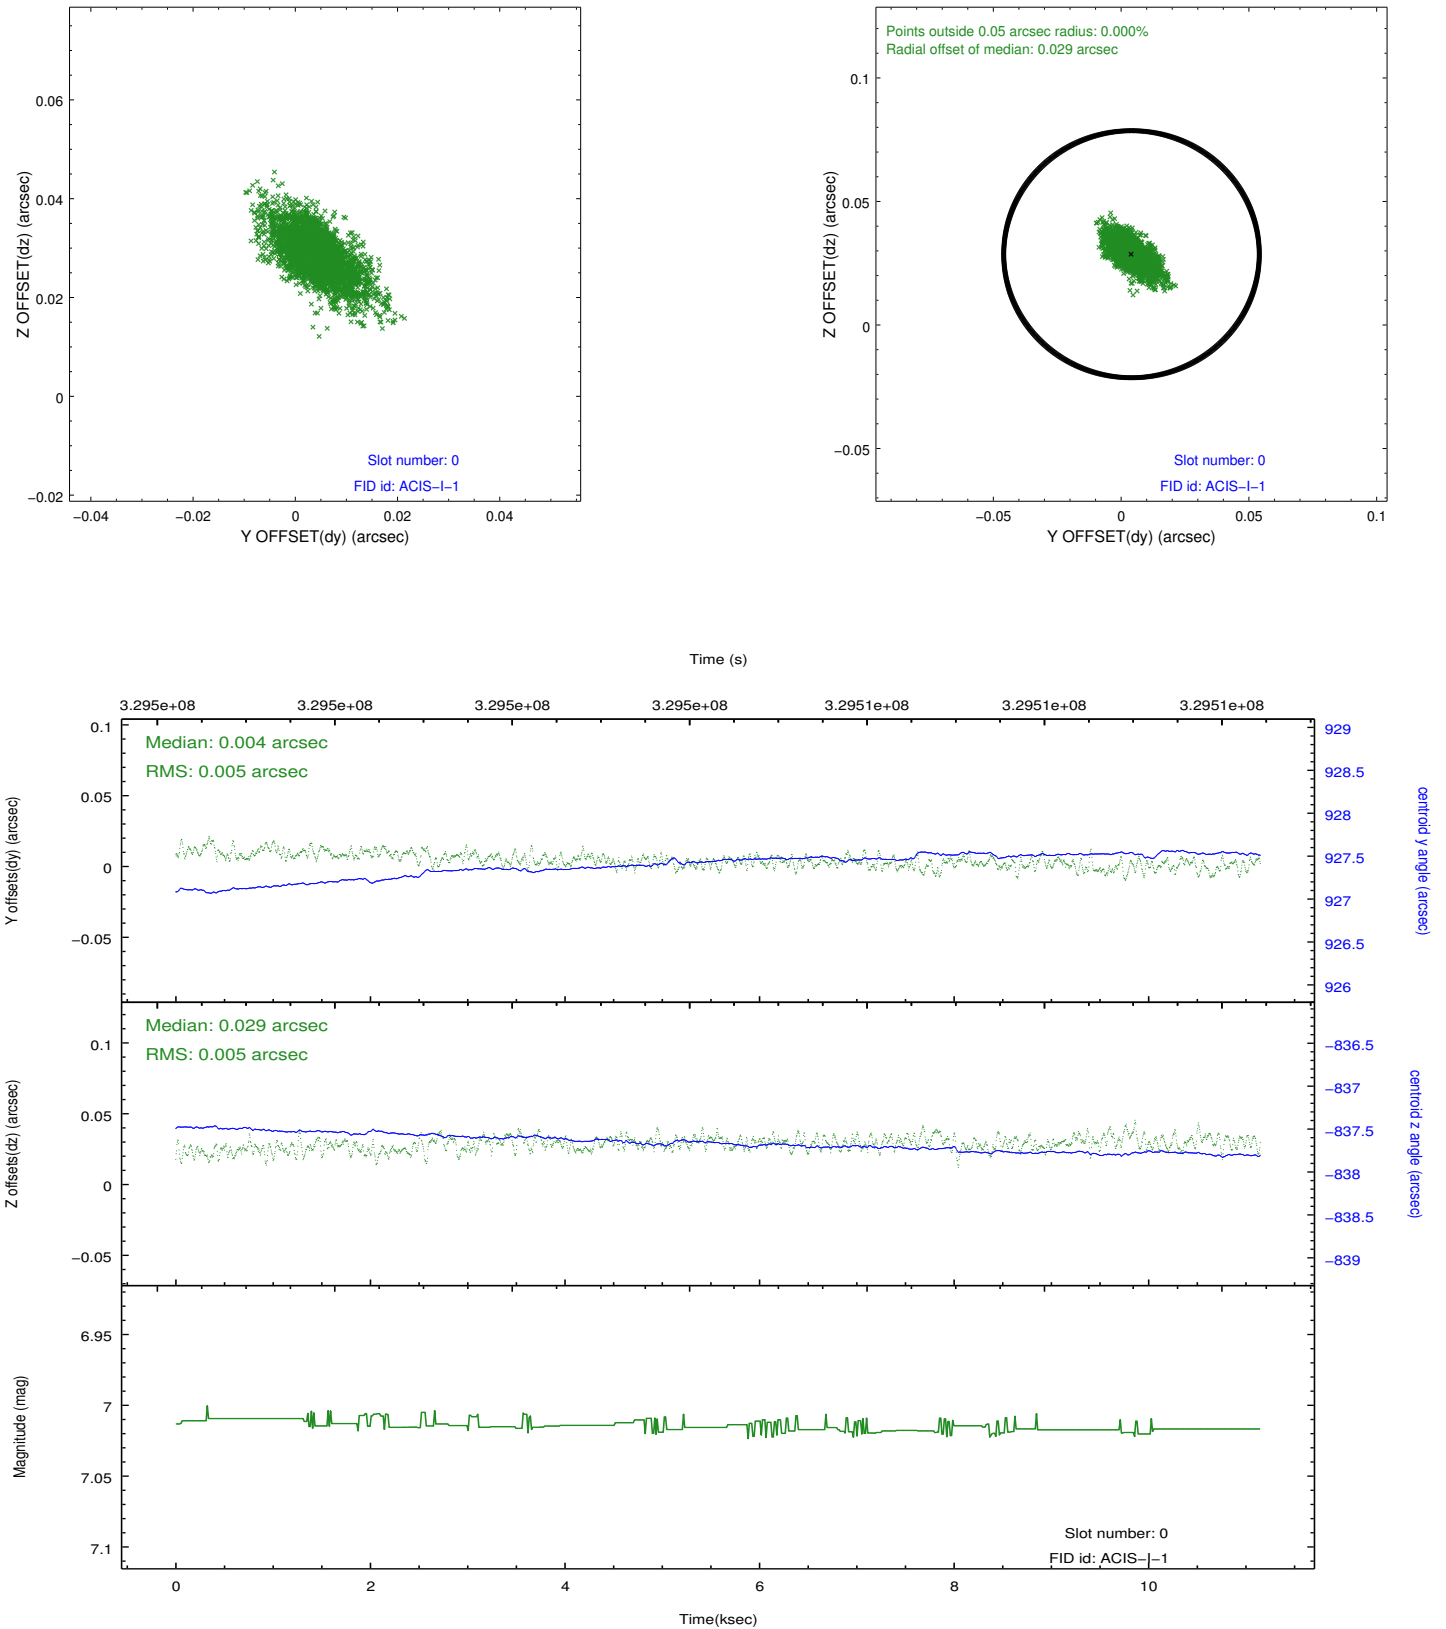 0.06
0.04
0.02
0
−0.02
Z OFFSET(dz) (arcsec)
Slot number: 0
FID id: ACIS−I−1
−0.04
−0.02
0
0.02
0.04
Y OFFSET(dy) (arcsec)
Points outside 0.05 arcsec radius: 0.000%
Radial offset of median: 0.029 arcsec
0.1
0.05
0
−0.05
Z OFFSET(dz) (arcsec)
Slot number: 0
FID id: ACIS−I−1
−0.05
0
0.05
0.1
Y OFFSET(dy) (arcsec)
Time (s)
3.295e+08
3.295e+08
3.295e+08
3.295e+08
3.2951e+08
3.2951e+08
3.2951e+08
Median: 0.004 arcsec
RMS: 0.005 arcsec
0.1
0.05
0
−0.05
Y offsets(dy) (arcsec)
929
928.5
928
927.5
927
926.5
926
centroid y angle (arcsec)
Median: 0.029 arcsec
RMS: 0.005 arcsec
0.1
0.05
0
−0.05
Z offsets(dz) (arcsec)
−836.5
−837
−837.5
−838
−838.5
−839
centroid z angle (arcsec)
6.95
7
7.05
7.1
Magnitude (mag)
Slot number: 0
FID id: ACIS−I−1
0
2
4
6
8
10
Time(ksec)